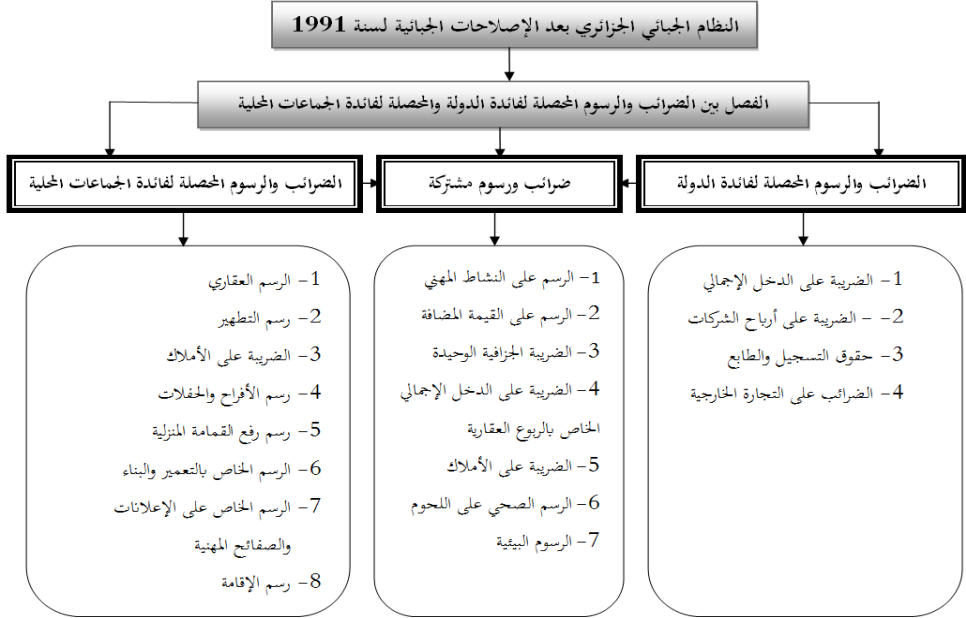 النظام الجبائي الجزائري بعد الإصلاحات الجبائية لسنة 1991
الفصل بين الضرائب والرسوم المحصلة لفائدة الدولة والمحصلة لفائدة الجماعات المحلية
الضرائب والرسوم المحصلة لفائدة الدولة
ضرائب ورسوم مشتركة
الضرائب والرسوم المحصلة لفائدة الجماعات المحلية
1- الضريبة على الدخل الإجمالي
2- - الضريبة على أرباح الشركات
3- حقوق التسجيل والطابع
4- الضرائب على التجارة الخارجية
1- الرسم على النشاط المهني
2- الرسم على القيمة المضافة
3- الضريبة الجزافية الوحيدة
4- الضريبة على الدخل الإجمالي
الخاص بالريوع العقارية
5- الضريبة على الأملاك
6- الرسم الصحي على اللحوم
7- الرسوم البيئية
1- الرسم العقاري
2- رسم التطهير
3- الضريبة على الأملاك
4- رسم الأفراح والحفلات
5- رسم رفع القمامة المنزلية
6- الرسم الخاص بالتعمير والبناء
7- الرسم الخاص على الإعلانات
والصفائح المهنية
8- رسم الإقامة